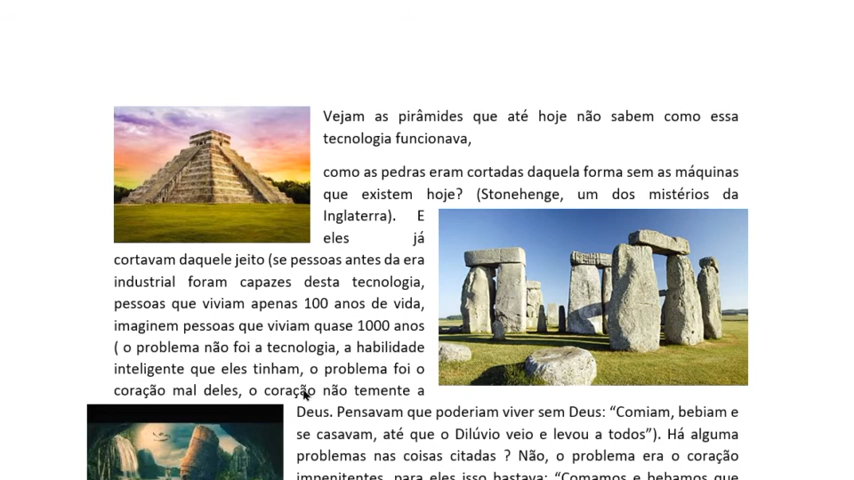 Vejam as pirâmides que até hoje não sabem como essa
tecnologia funcionava,
como as pedras eram cortadas daquela forma sem as máquinas
que existem hoje? (Stonehenge, um dos mistérios da
Inglaterra). E
eles já
cortavam daquele jeito (se pessoas antes da era
industrial foram capazes desta tecnologia,
pessoas que viviam apenas 100 anos de vida,
imaginem pessoas que viviam quase 1000 anos
( o problema não foi a tecnologia, a habilidade
inteligente que eles tinham, o problema foi o
coração mal deles, o coração não temente a
Deus. Pensavam que poderiam viver sem Deus: “Comiam, bebiam e
se casavam, até que o Dilúvio veio e levou a todos”). Há alguma
problemas nas coisas citadas ? Não, o problema era o coração
impenitentes, para eles isso bastava: “Comamos e bebamos que